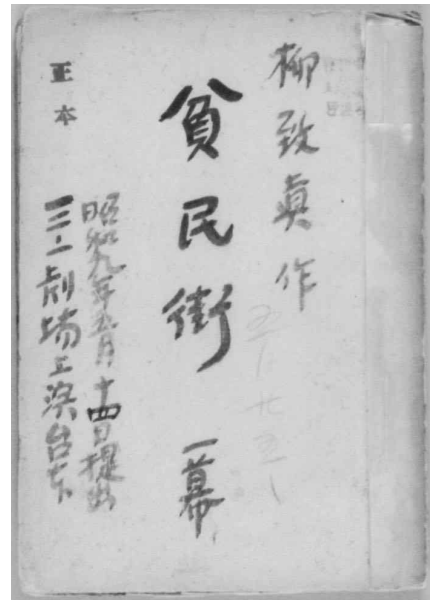 柳致眞作
貧民街 一幕
昭和九年五月十四日提出
三一劇場上演台本
正本